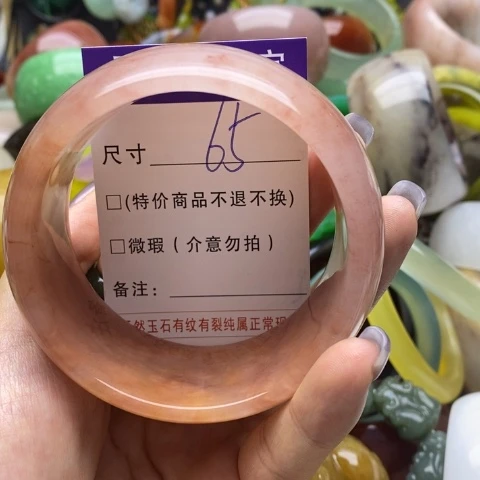 尺寸 65
□(特价商品不退不换)
□微瑕(介意勿拍)
备注:
然玉石有纹有裂纯属正常